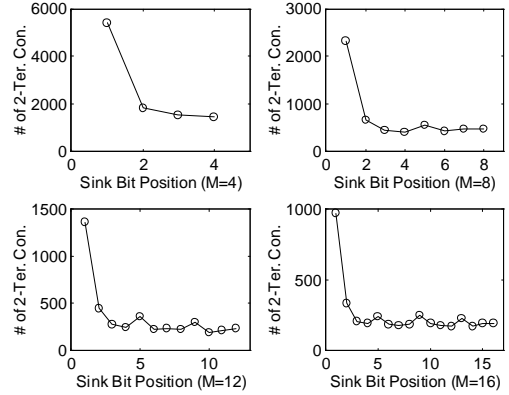 6000
4000
2000
0
0 2 4
# of 2-Ter. Con.
Sink Bit Position (M=4)
3000
2000
1000
0
0 2 4 6 8
# of 2-Ter. Con.
Sink Bit Position (M=8)
1500
1000
500
0
0 5 10
# of 2-Ter. Con.
Sink Bit Position (M=12)
1000
500
0
0 5 10 15
# of 2-Ter. Con.
Sink Bit Position (M=16)